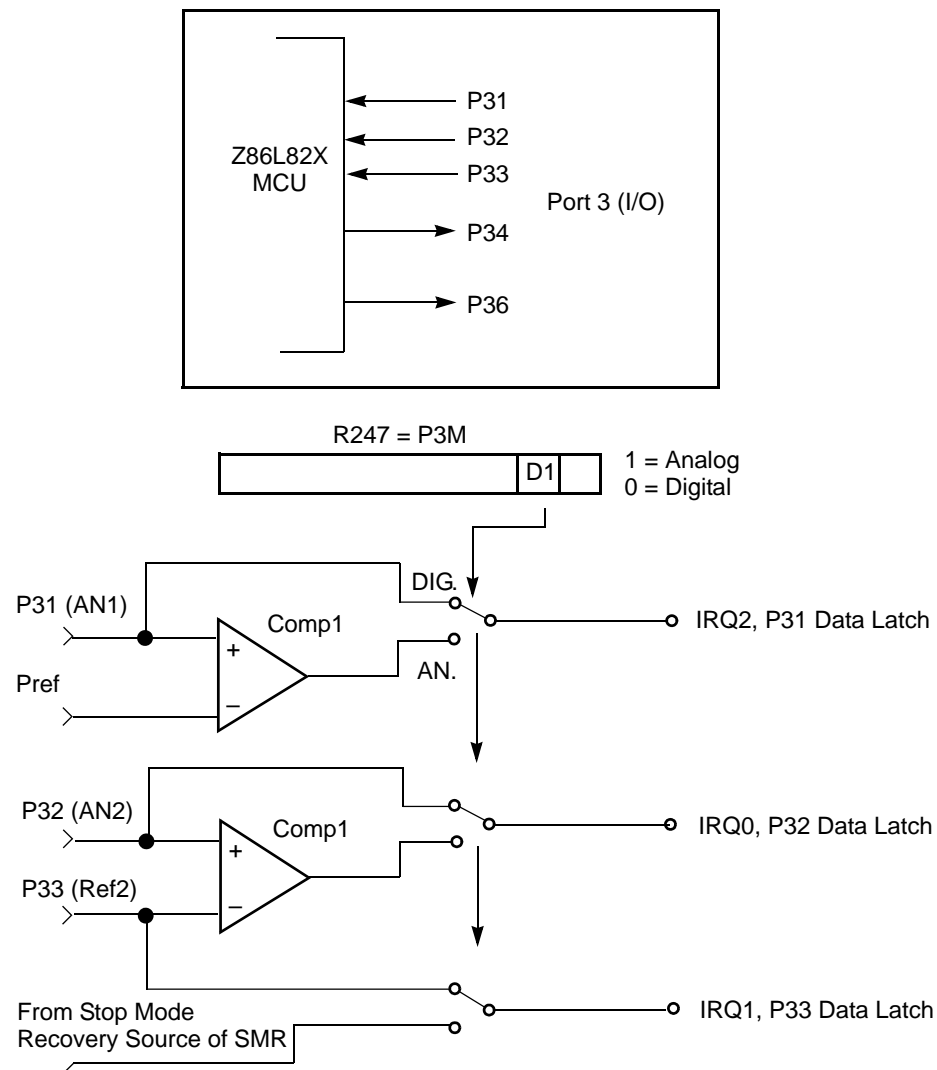 Z86L82X
MCU
P31
P32
P33
P34
P36
Port 3 (I/O)
R247 = P3M
D1
1 = Analog
0 = Digital
DIG.
P31 (AN1)
Comp1
IRQ2, P31 Data Latch
+
AN.
Pref
–
P32 (AN2)
Comp1
IRQ0, P32 Data Latch
+
P33 (Ref2)
–
From Stop Mode
Recovery Source of SMR
IRQ1, P33 Data Latch